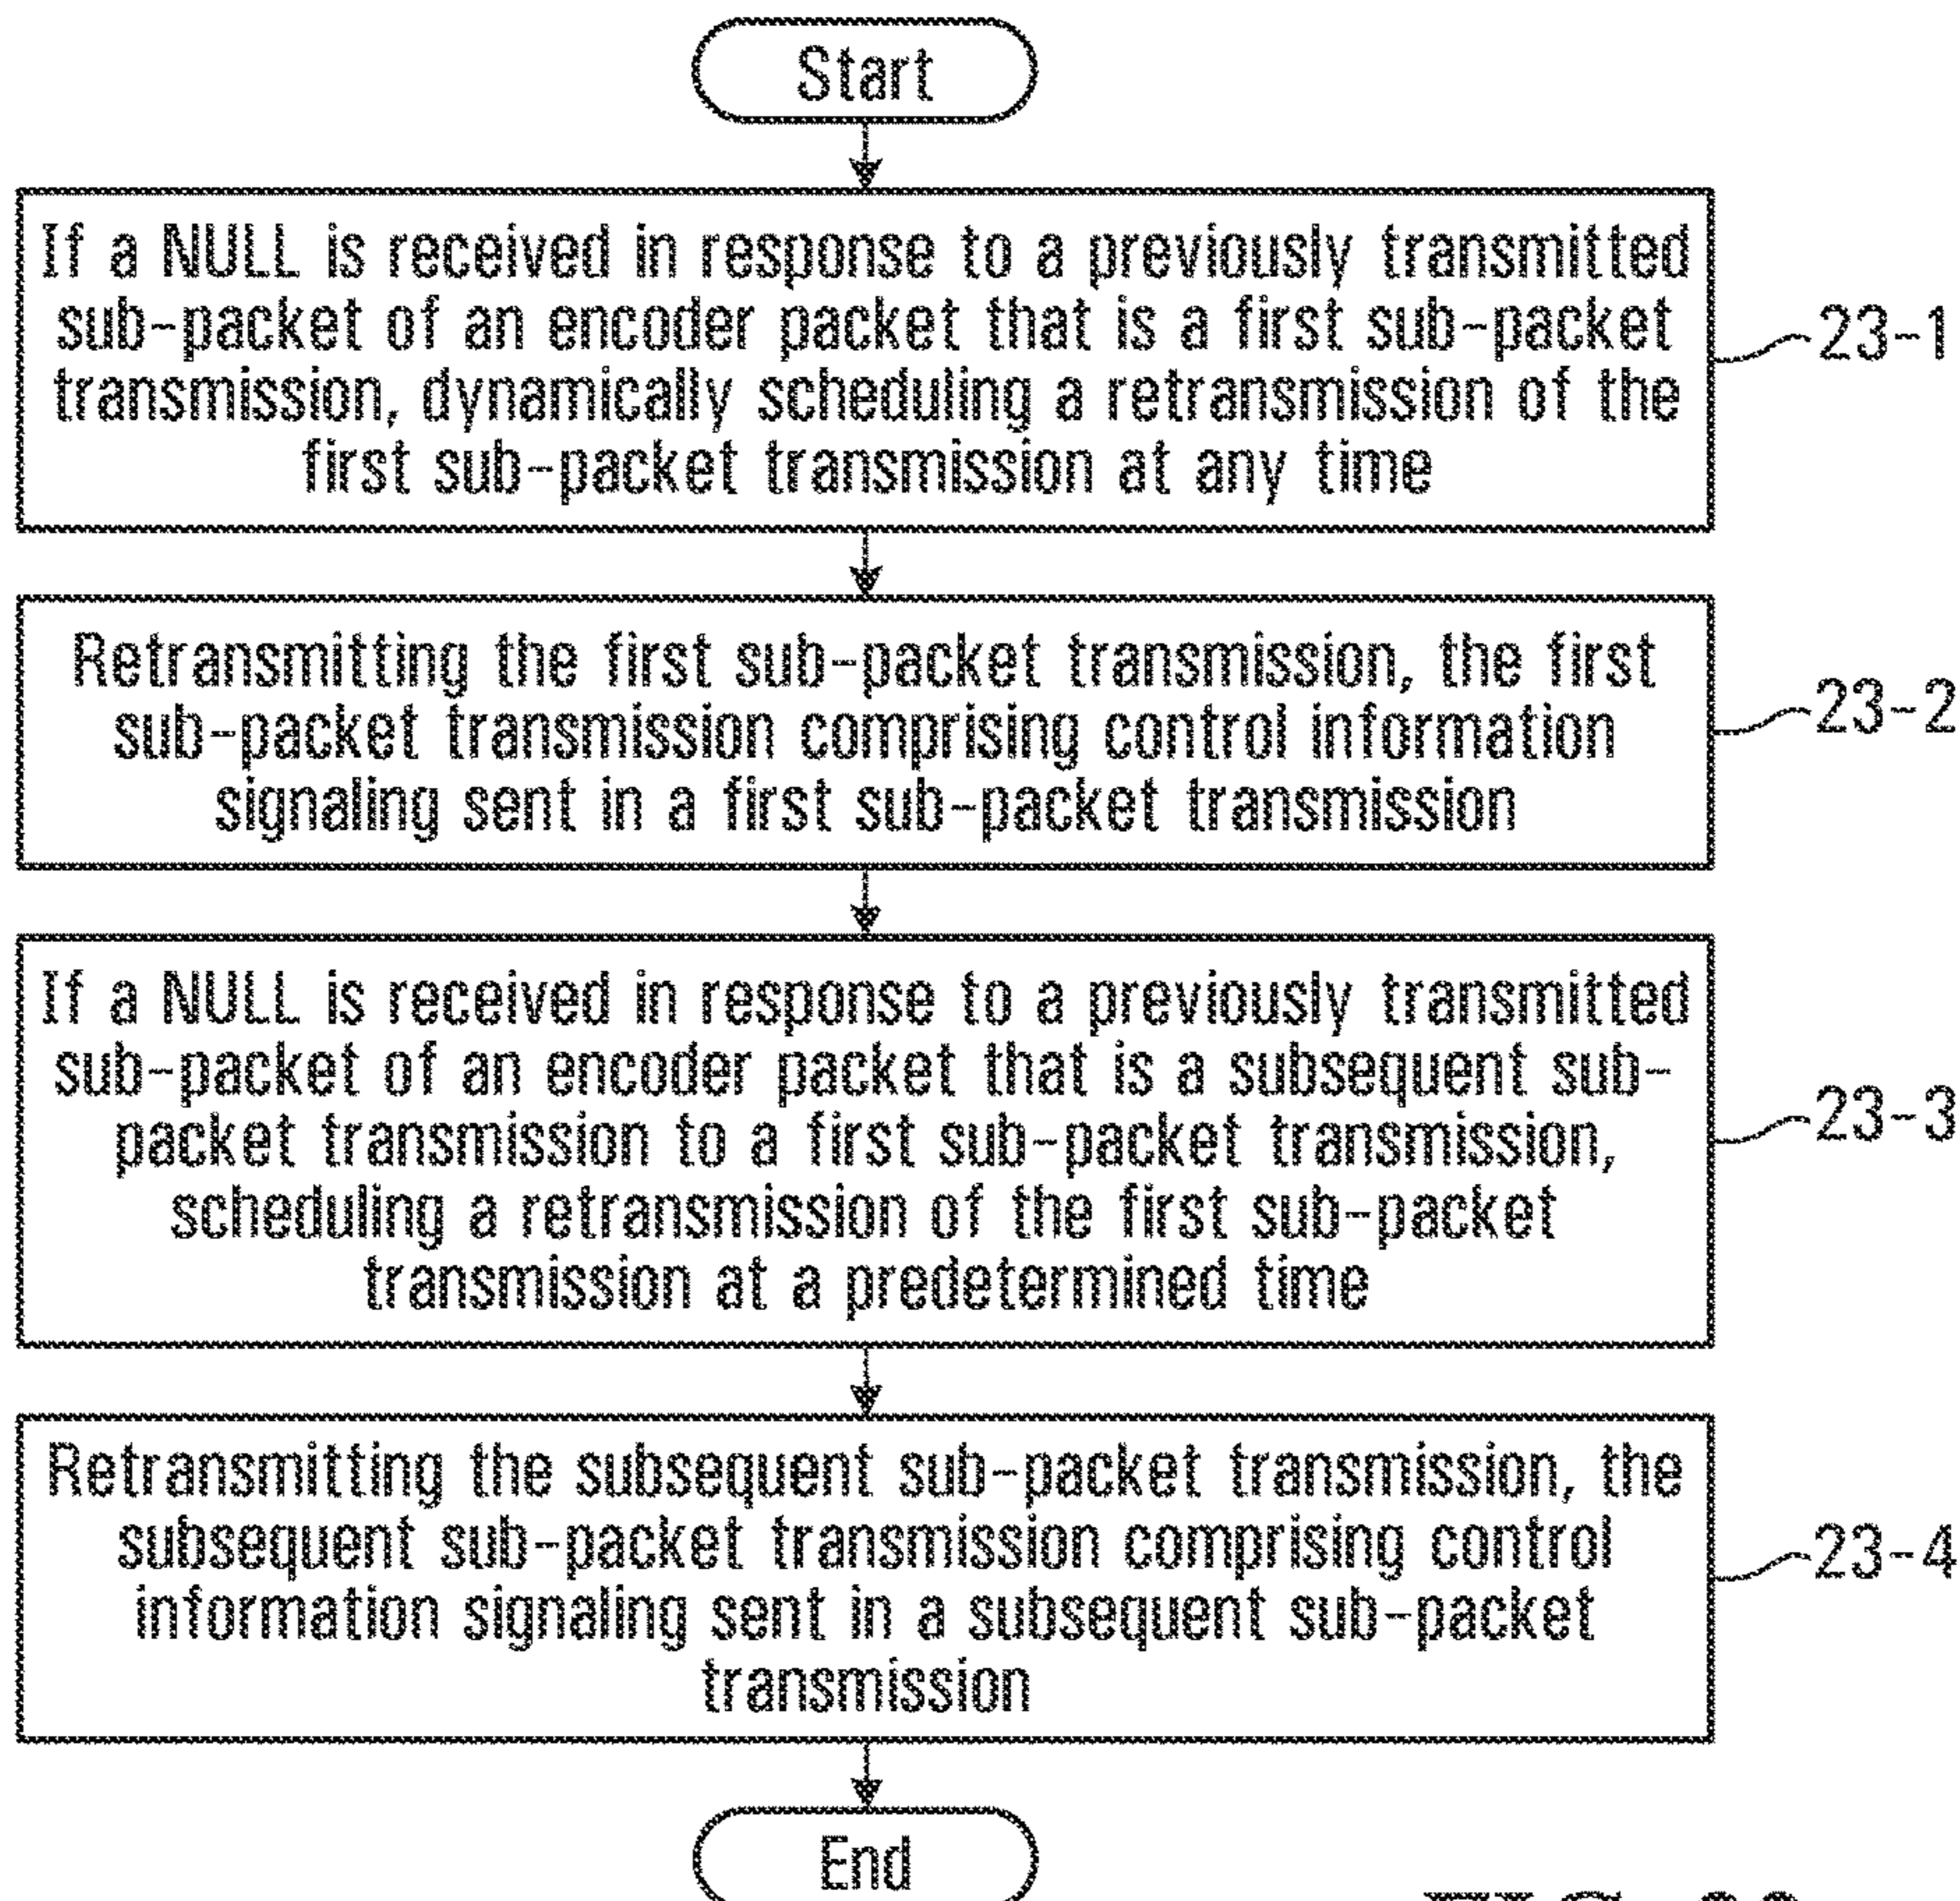 Start
If a NULL is received in response to a previously transmitted
sub-packet of an encoder packet that is a first sub-packet
transmission, dynamically scheduling a retransmission of the
first sub-packet transmission at any time
23-1
Retransmitting the first sub-packet transmission, the first
sub-packet transmission comprising control information
signaling sent in a first sub-packet transmission
23-2
If a NULL is received in response to a previously transmitted
sub-packet of an encoder packet that is a subsequent sub-
packet transmission to a first sub-packet transmission,
scheduling a retransmission of the first sub-packet
transmission at a predetermined time
23-3
Retransmitting the subsequent sub-packet transmission, the
subsequent sub-packet transmission comprising control
information signaling sent in a subsequent sub-packet
transmission
23-4
End